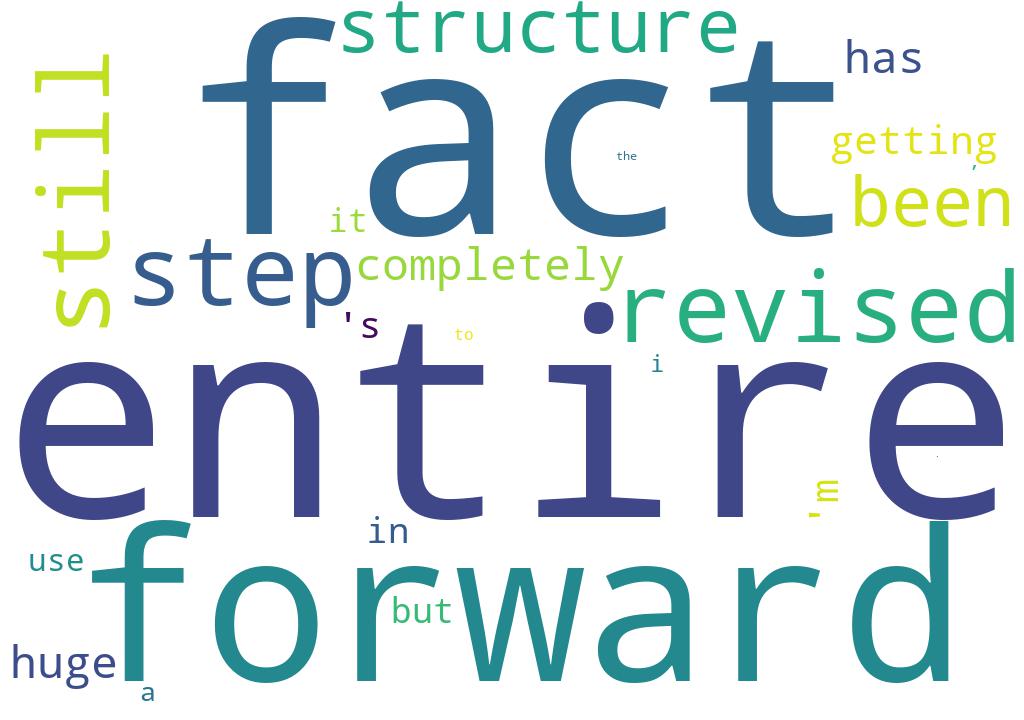 structure
fact
has
still
getting
the
,
been
it
step
completely
revised
's
to
i
entire
.
'm
in
forward
use
but
huge
a